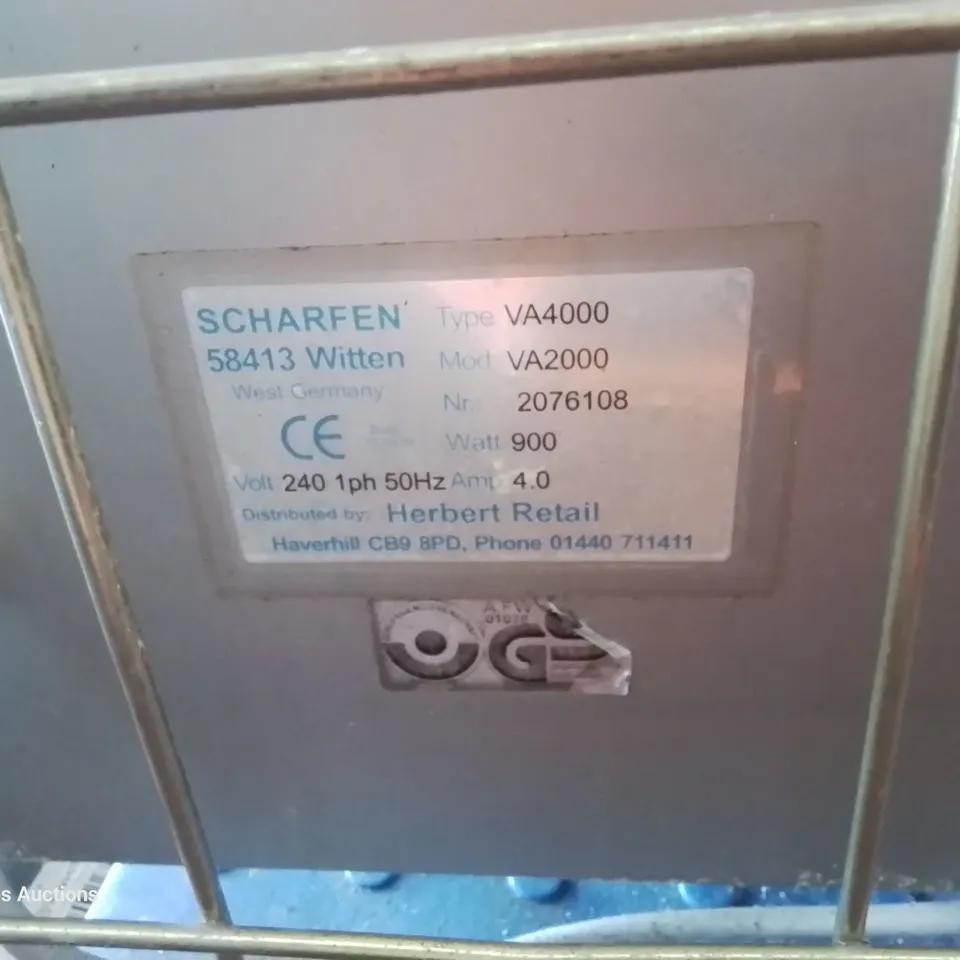 SCHARFEN
58413 Witten
West Germany
CE
Type VA4000
Mod VA2000
Nr. 2076108
Watt 900
Volt 240 1ph 50Hz Amp 4.0
Distributed by: Herbert Retail
Haverhill CB9 8PD, Phone 01440 711411
GS
s Auctions